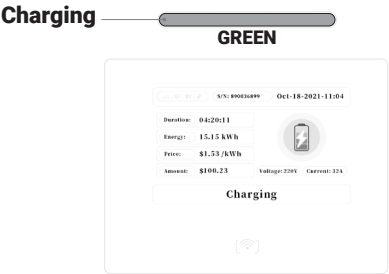 Charging
GREEN
S/N: 890036899 Oct-18-2021-11:04
Duration: 04:20:11
Energy: 15.15 kWh
Price: $1.53 /kWh
Amount: $100.23 Voltage: 220V Current: 32A
Charging